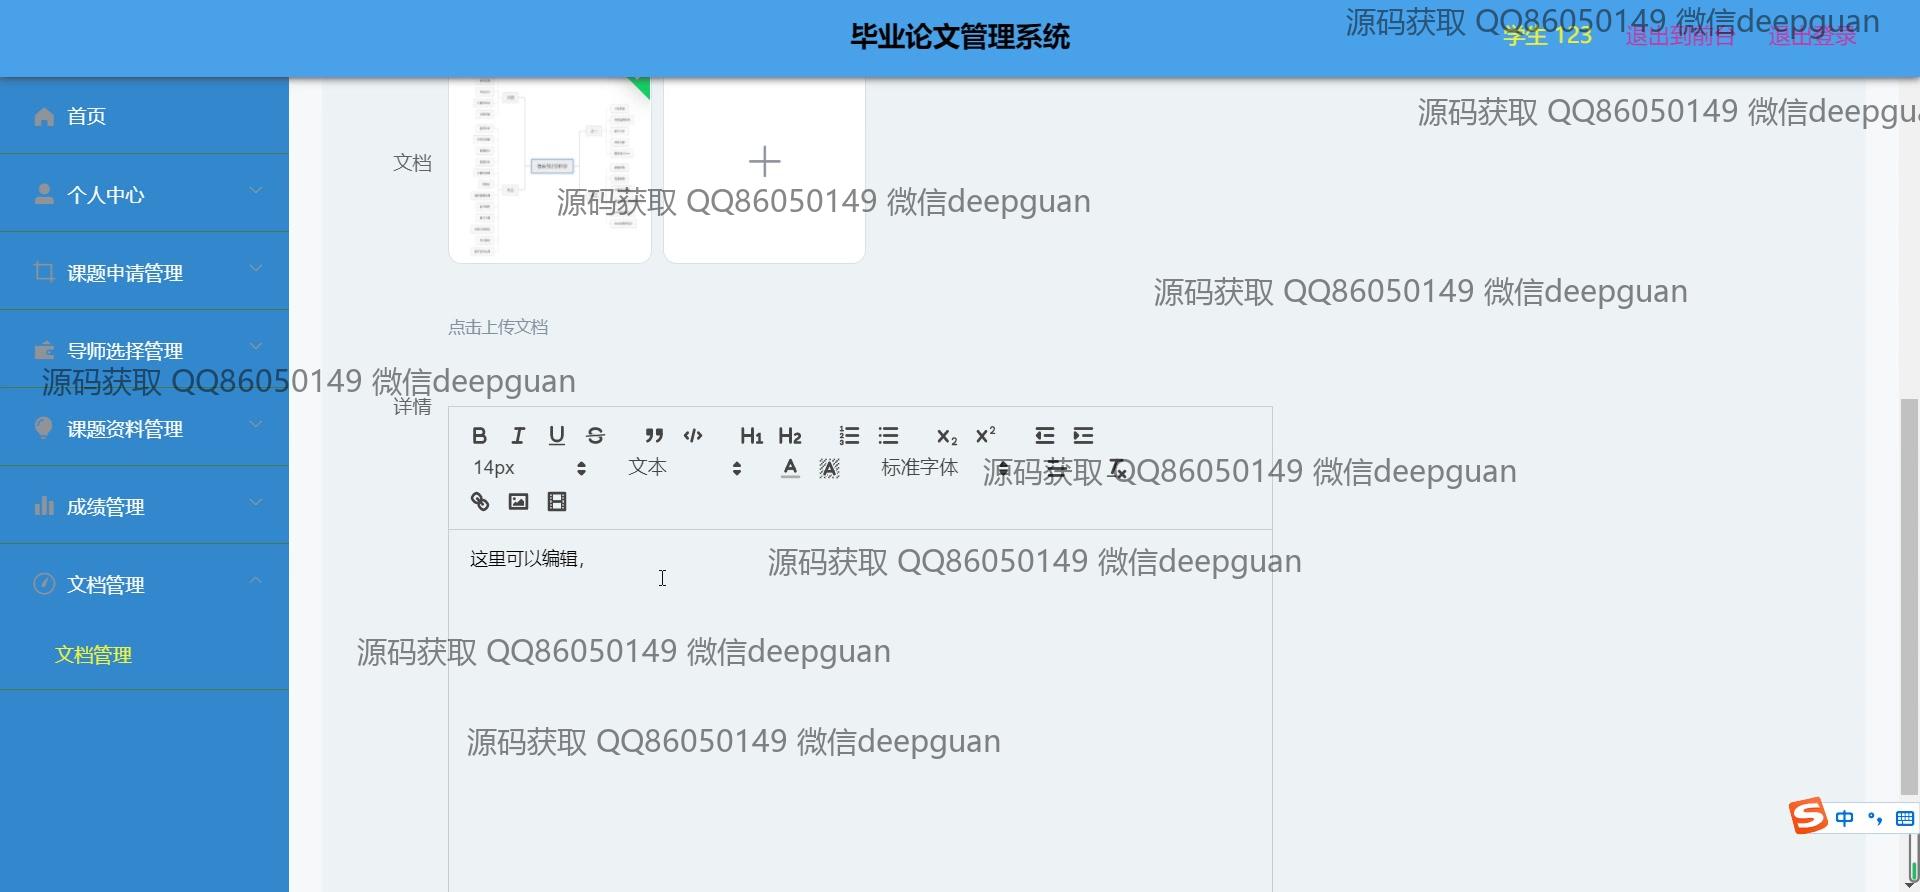 毕业论文管理系统
源码获取 QQ86050149 微信deepguan
学生 123
退出到前台
退出登录
首页
源码获取 QQ86050149 微信deepgu
文档
个人中心
源码获取 QQ86050149 微信deepguan
课题申请管理
源码获取 QQ86050149 微信deepguan
点击上传文档
导师选择管理
源码获取 QQ86050149 微信deepguan
详情
课题资料管理
B I U S H1 H2 X2 X2
14px 文本 A A 标准字体 Tx
源码获取 QQ86050149 微信deepguan
成绩管理
这里可以编辑，
源码获取 QQ86050149 微信deepguan
文档管理
文档管理
源码获取 QQ86050149 微信deepguan
源码获取 QQ86050149 微信deepguan
S 中